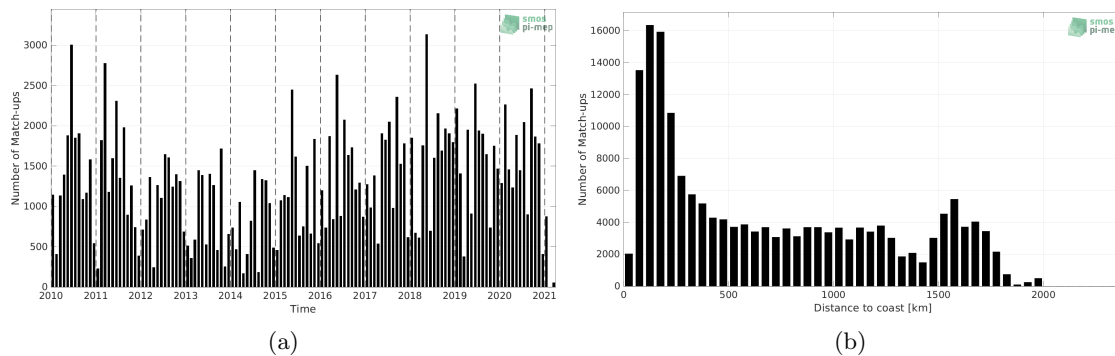 smos
pi-mep
3000
2500
2000
1500
1000
500
0
Number of Match-ups
2010 2011 2012 2013 2014 2015 2016 2017 2018 2019 2020 2021
Time
(a)
smos
pi-mep
16000
14000
12000
10000
8000
6000
4000
2000
0
Number of Match-ups
0 500 1000 1500 2000
Distance to coast [km]
(b)